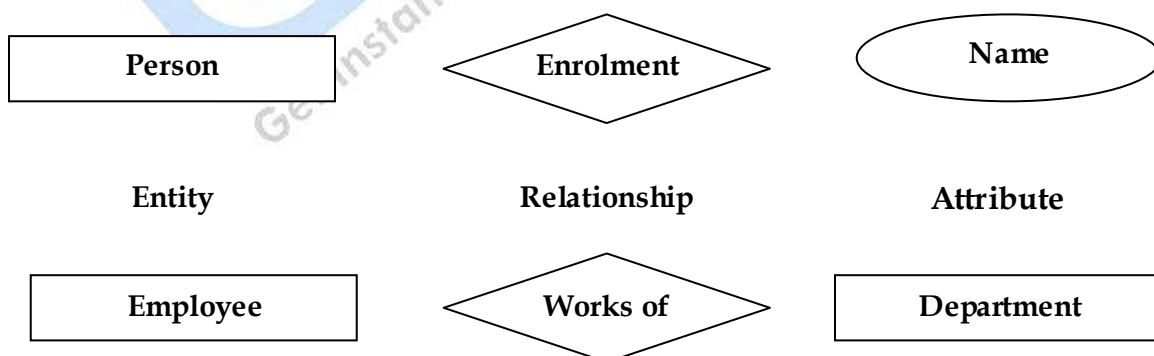 Person Enrolment Name
Entity Relationship Attribute
Employee Works of Department